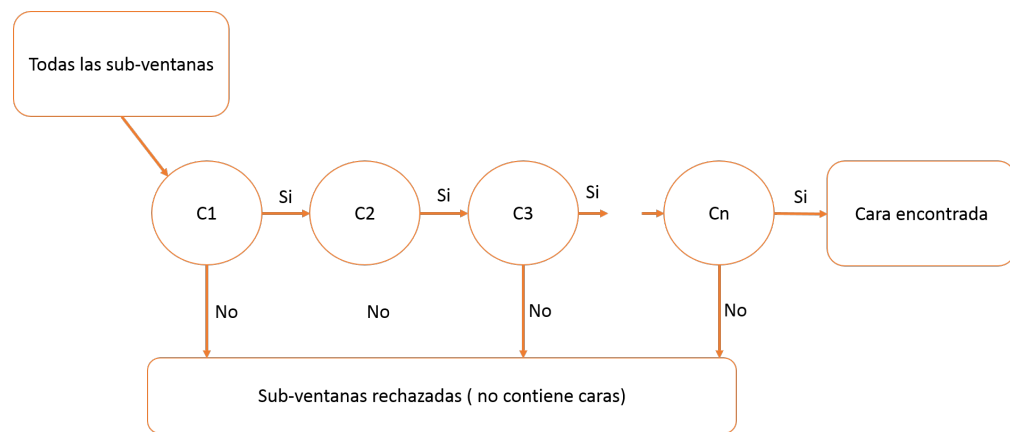 Todas las sub-ventanas
C1
Si
C2
Si
C3
Si
Cn
Si
Cara encontrada
No
No
No
No
Sub-ventanas rechazadas ( no contiene caras)